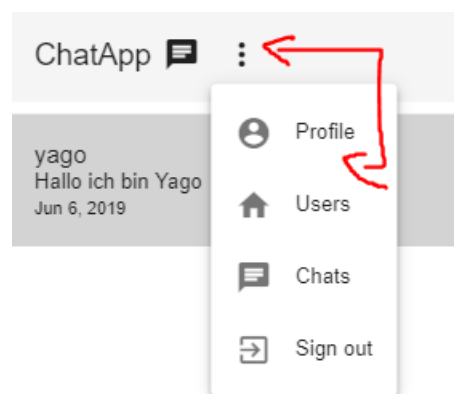 ChatApp
Profile
yago
Hallo ich bin Yago
Jun 6, 2019
Users
Chats
Sign out